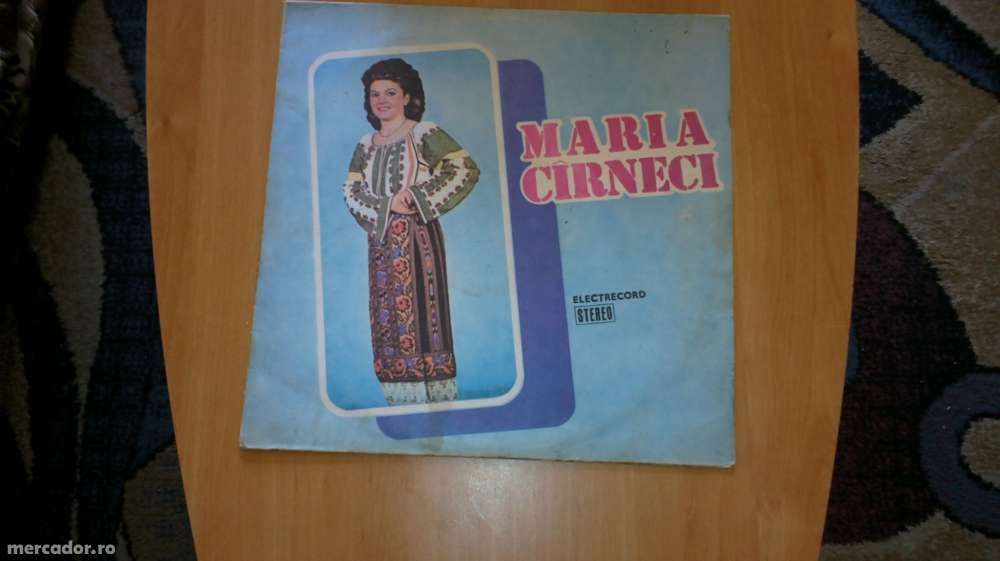 MARIA
CÎRNECI
ELECTRECORD
STEREO
mercador.ro